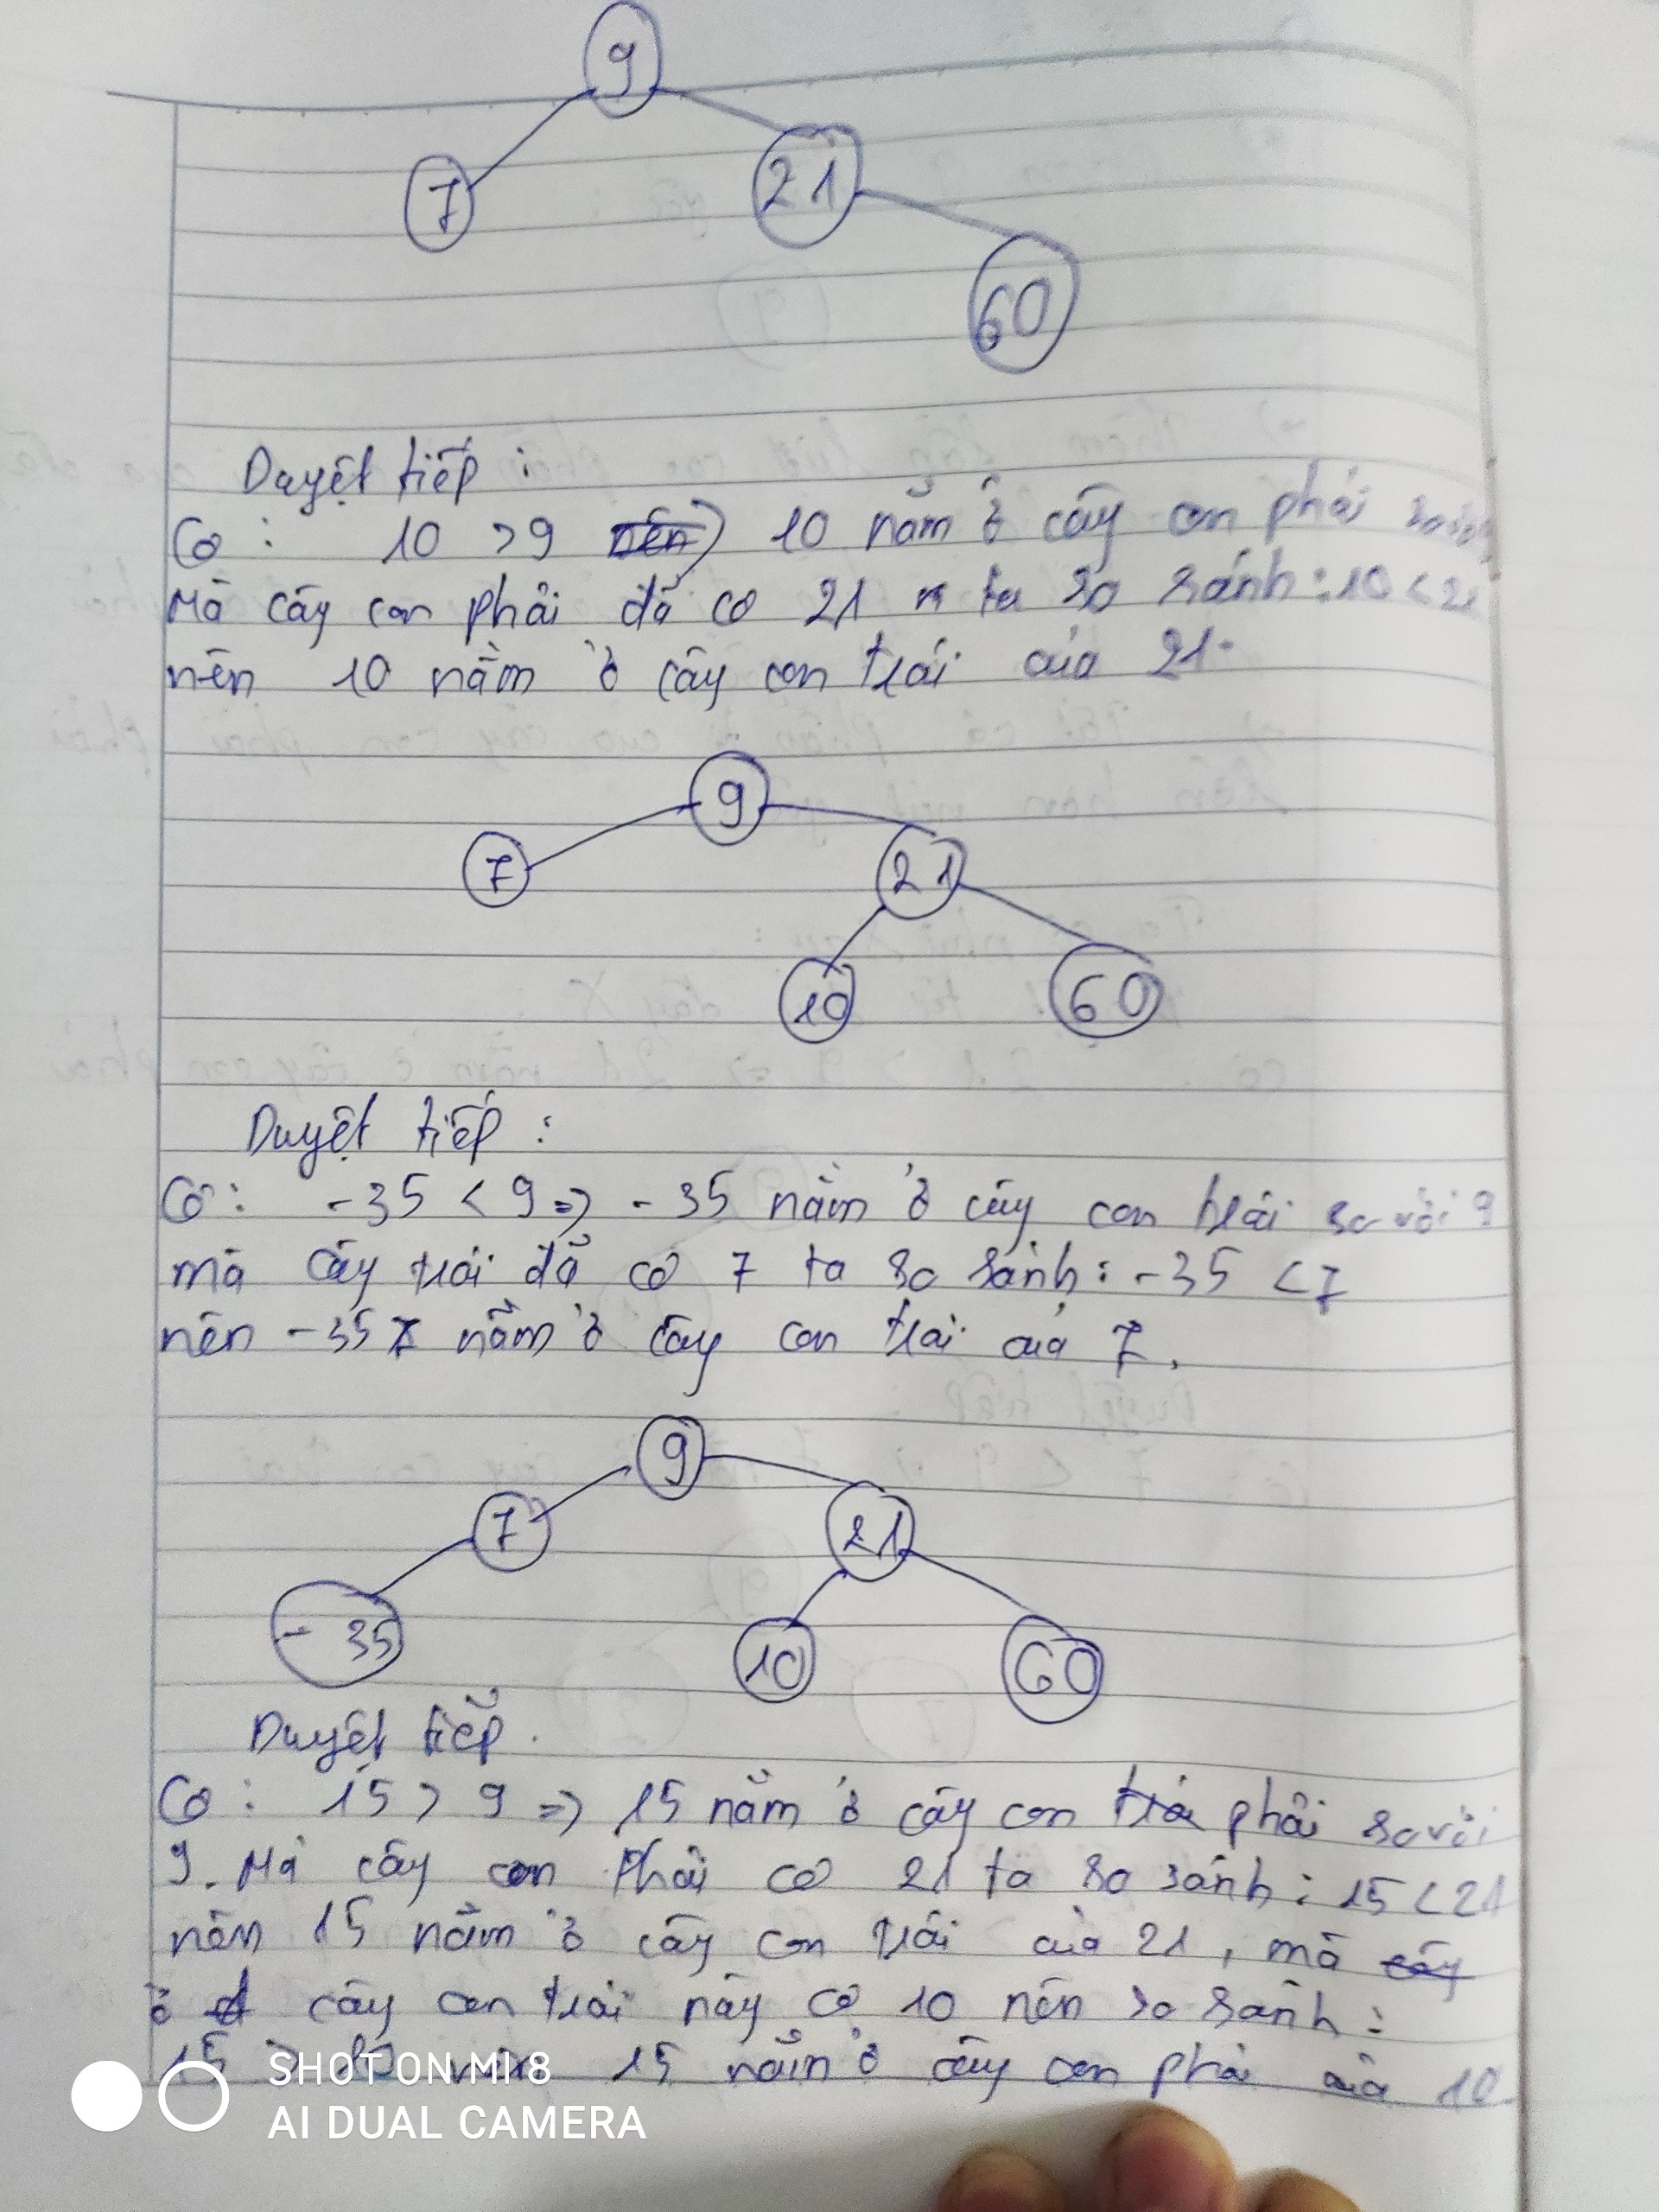 9
7 21
60
Duyệt tiếp :
Có : 10 > 9 nên) 10 nằm ở cây con phải
Mà cây con phải đã có 21 ta so sánh : 10 < 21
nên 10 nằm ở cây con trái của 21.
9
7 21
10 60
Duyệt tiếp :
Có : -35 < 9 => -35 nằm ở cây con trái so với 9
mà cây trái đã có 7 ta so sánh : -35 < 7
nên -35 nằm ở cây con trái của 7.
9
7 21
-35 10 60
Duyệt tiếp.
Có : 15 > 9 => 15 nằm ở cây con trá phải so với
9. Mà cây con phải có 21 ta so sánh : 15 < 21
nên 15 nằm ở cây con trái của 21, mà cây
ở cây con trái này có 10 nên so sánh :
15 > 10 nên 15 nằm ở cây con phải của 10
SHOT ON MI 8
AI DUAL CAMERA